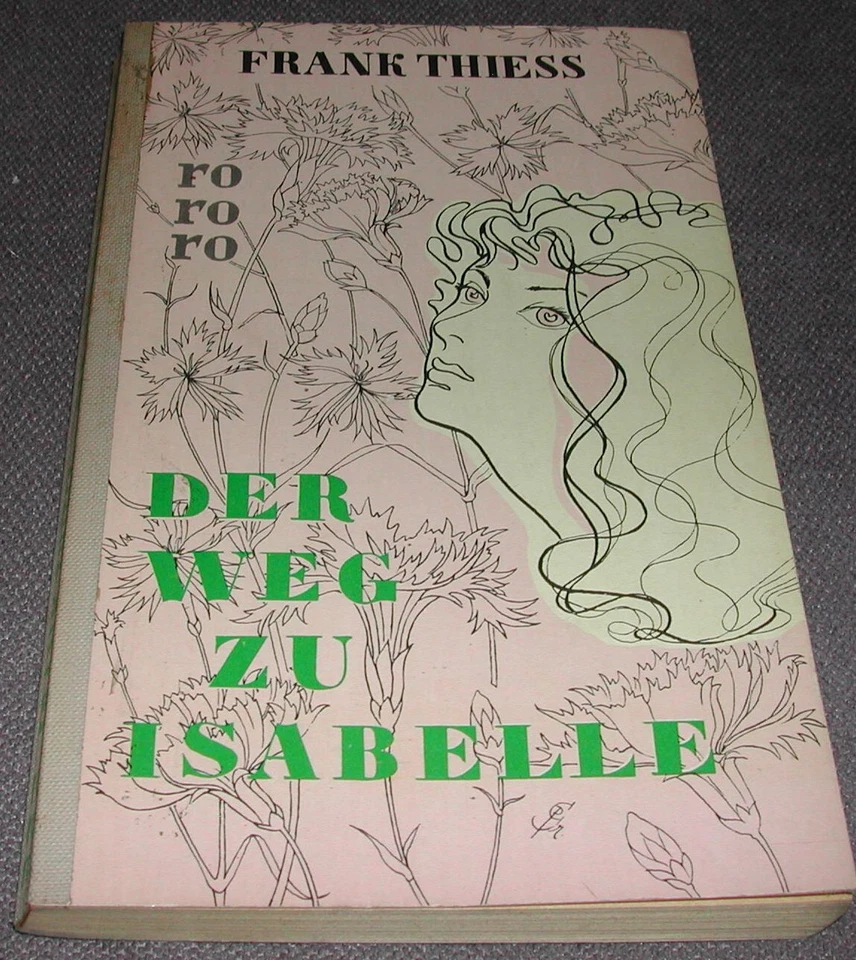 FRANK THIESS
ro
ro
ro
DER
WEG
ZU
ISABELLE